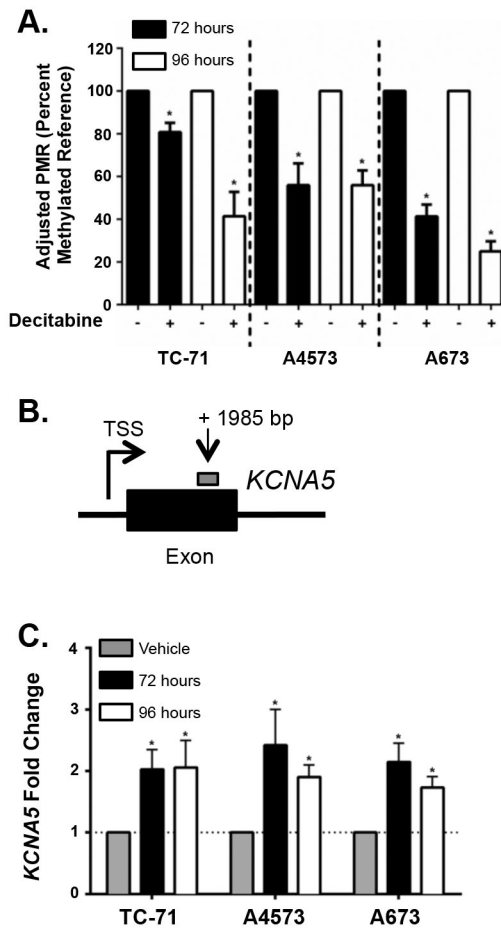 A.
72 hours
96 hours
Adjusted PMR (Percent
Methylated Reference)
120
100
80
60
40
20
0
* * * * * *
Decitabine - + - + - + - + - + - +
TC-71 A4573 A673
B.
TSS
+ 1985 bp
KCNA5
Exon
C.
Vehicle
72 hours
96 hours
KCNA5 Fold Change
4
3
2
1
0
* * * * * *
TC-71 A4573 A673